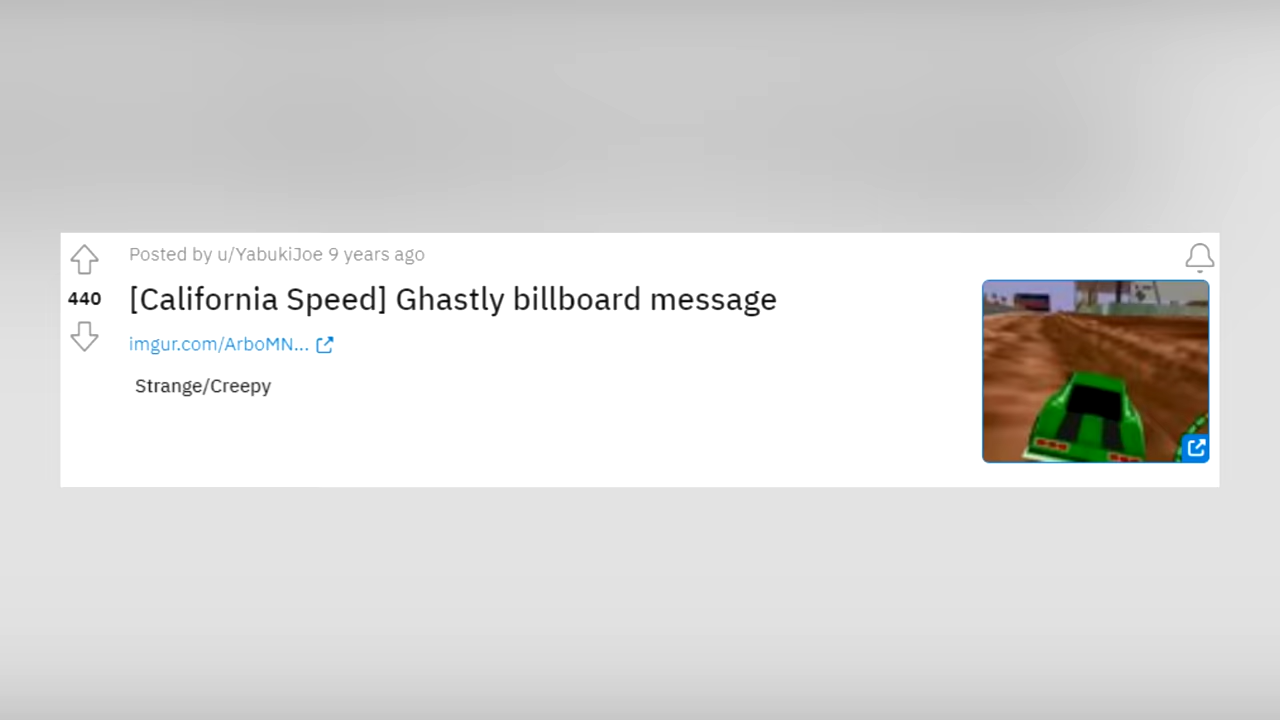 Posted by u/YabukiJoe 9 years ago
440
[California Speed] Ghastly billboard message
imgur.com/ArboMN...
Strange/Creepy